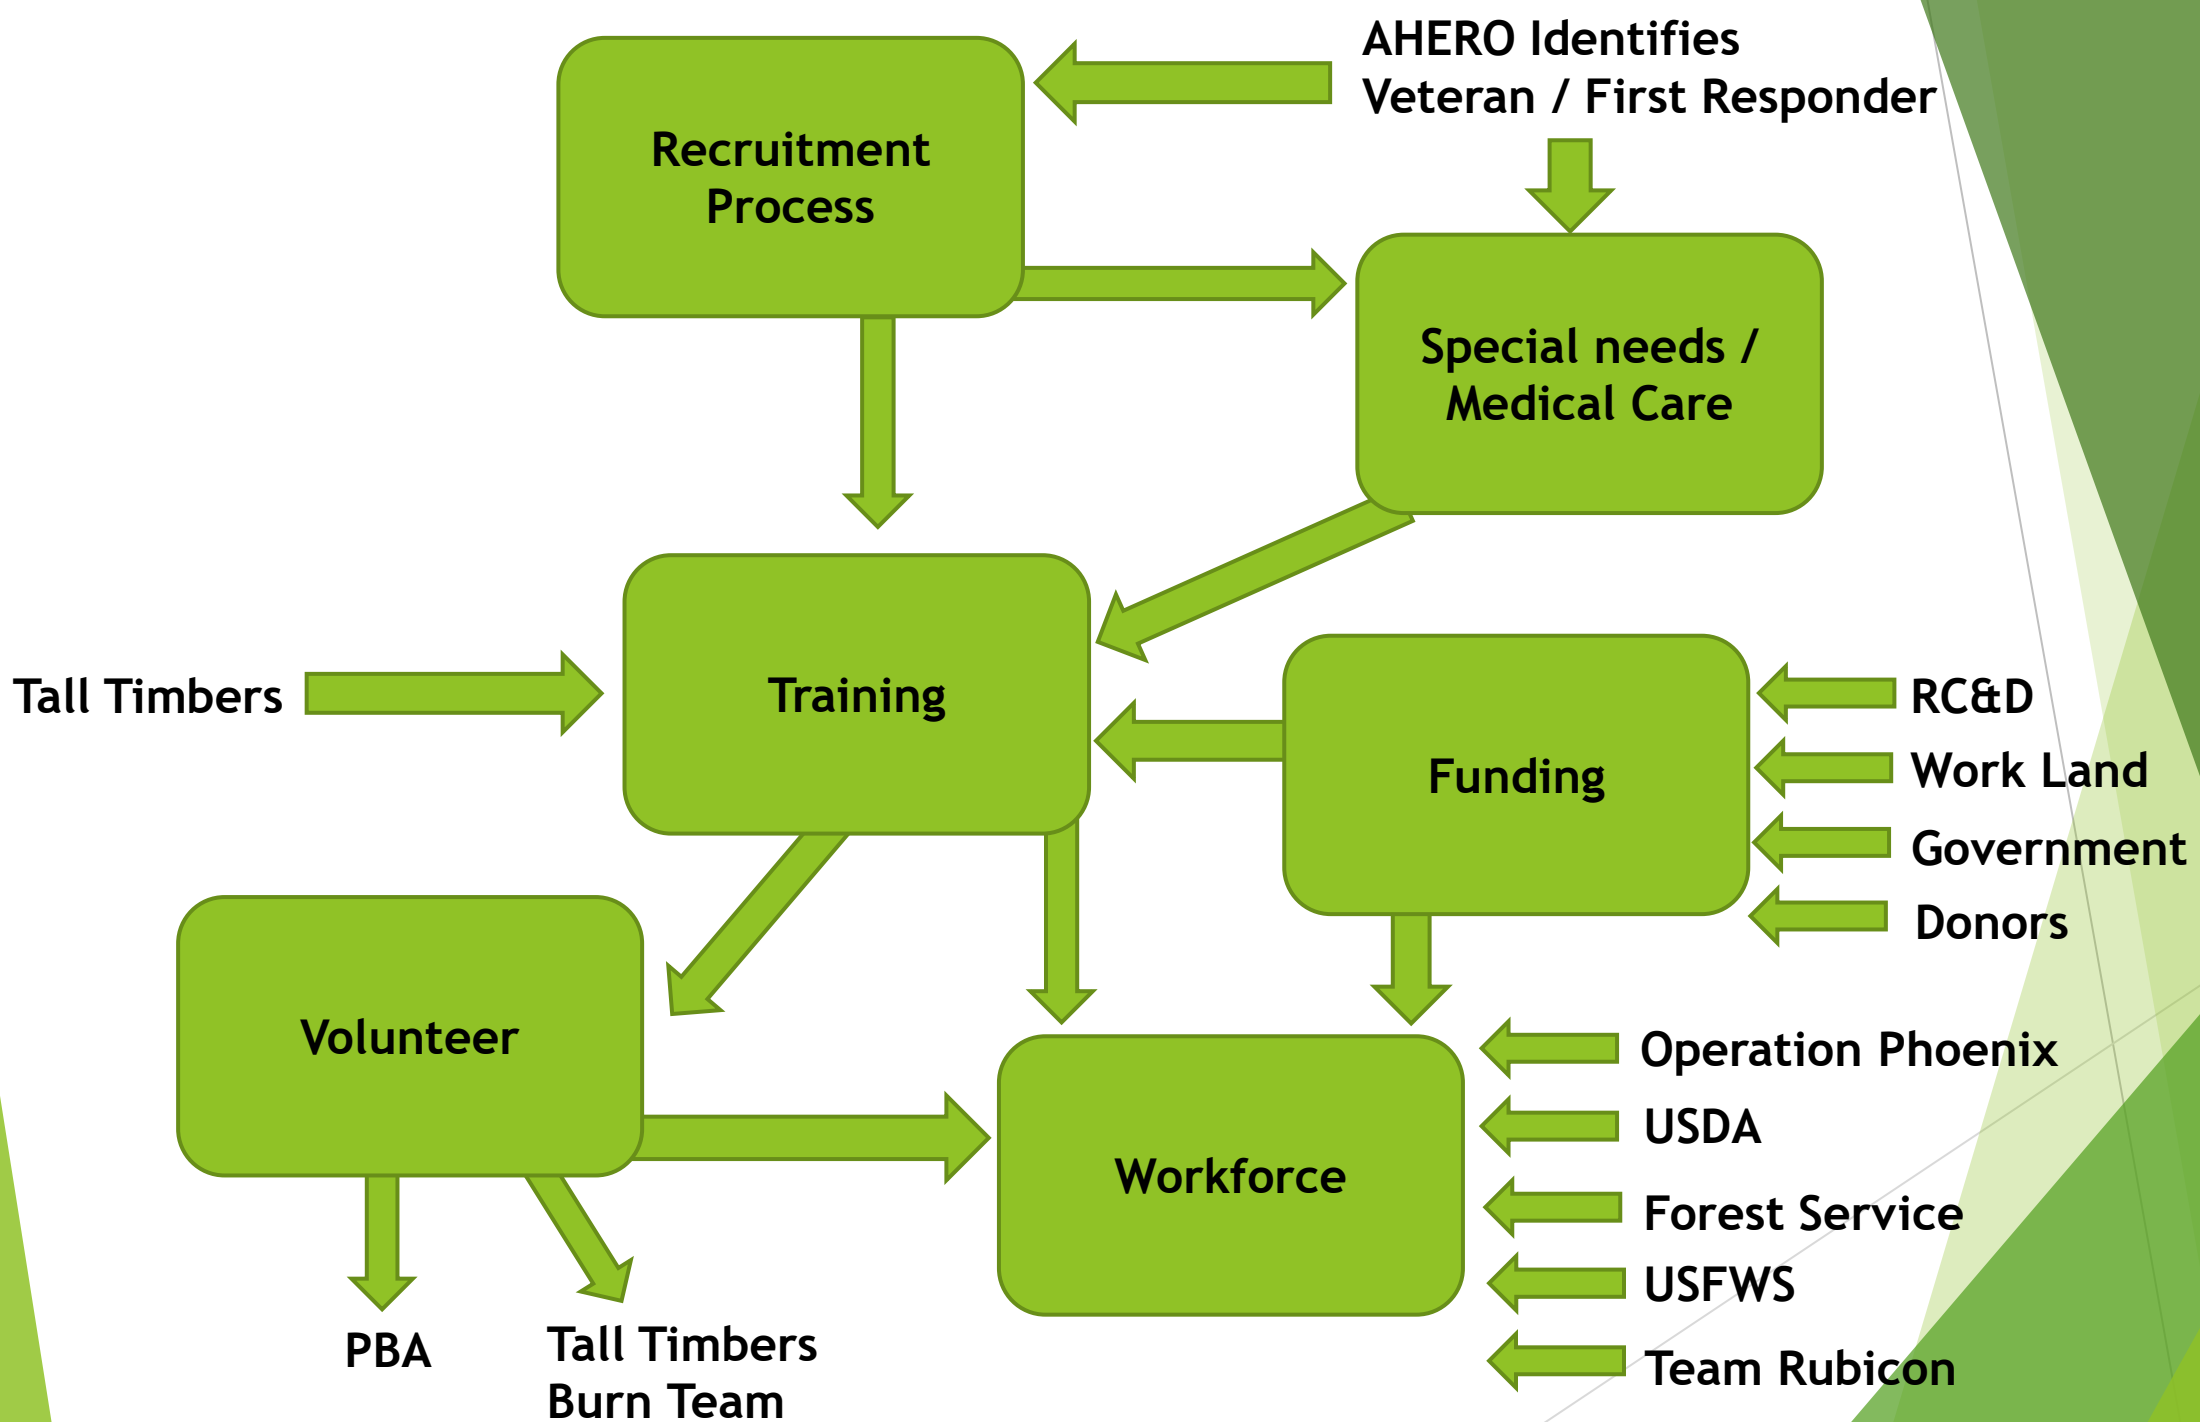 AHERO Identifies
Veteran / First Responder
Recruitment
Process
Special needs /
Medical Care
Tall Timbers
Training
Funding
RC&D
Work Land
Government
Donors
Volunteer
Workforce
Operation Phoenix
USDA
Forest Service
USFWS
Team Rubicon
PBA
Tall Timbers
Burn Team